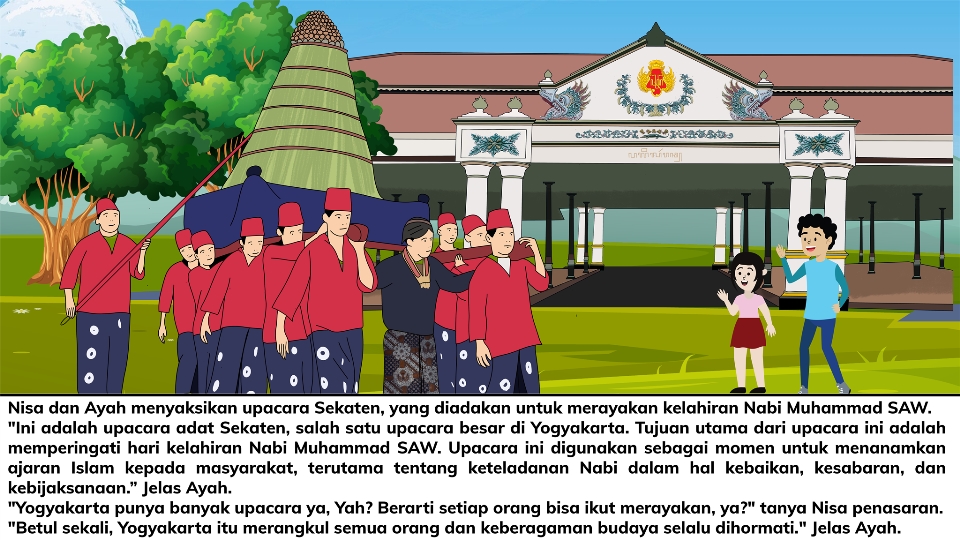 Nisa dan Ayah menyaksikan upacara Sekaten, yang diadakan untuk merayakan kelahiran Nabi Muhammad SAW.
"Ini adalah upacara adat Sekaten, salah satu upacara besar di Yogyakarta. Tujuan utama dari upacara ini adalah
memperingati hari kelahiran Nabi Muhammad SAW. Upacara ini digunakan sebagai momen untuk menanamkan
ajaran Islam kepada masyarakat, terutama tentang keteladanan Nabi dalam hal kebaikan, kesabaran, dan
kebijaksanaan.” Jelas Ayah.
"Yogyakarta punya banyak upacara ya, Yah? Berarti setiap orang bisa ikut merayakan, ya?" tanya Nisa penasaran.
"Betul sekali, Yogyakarta itu merangkul semua orang dan keberagaman budaya selalu dihormati." Jelas Ayah.